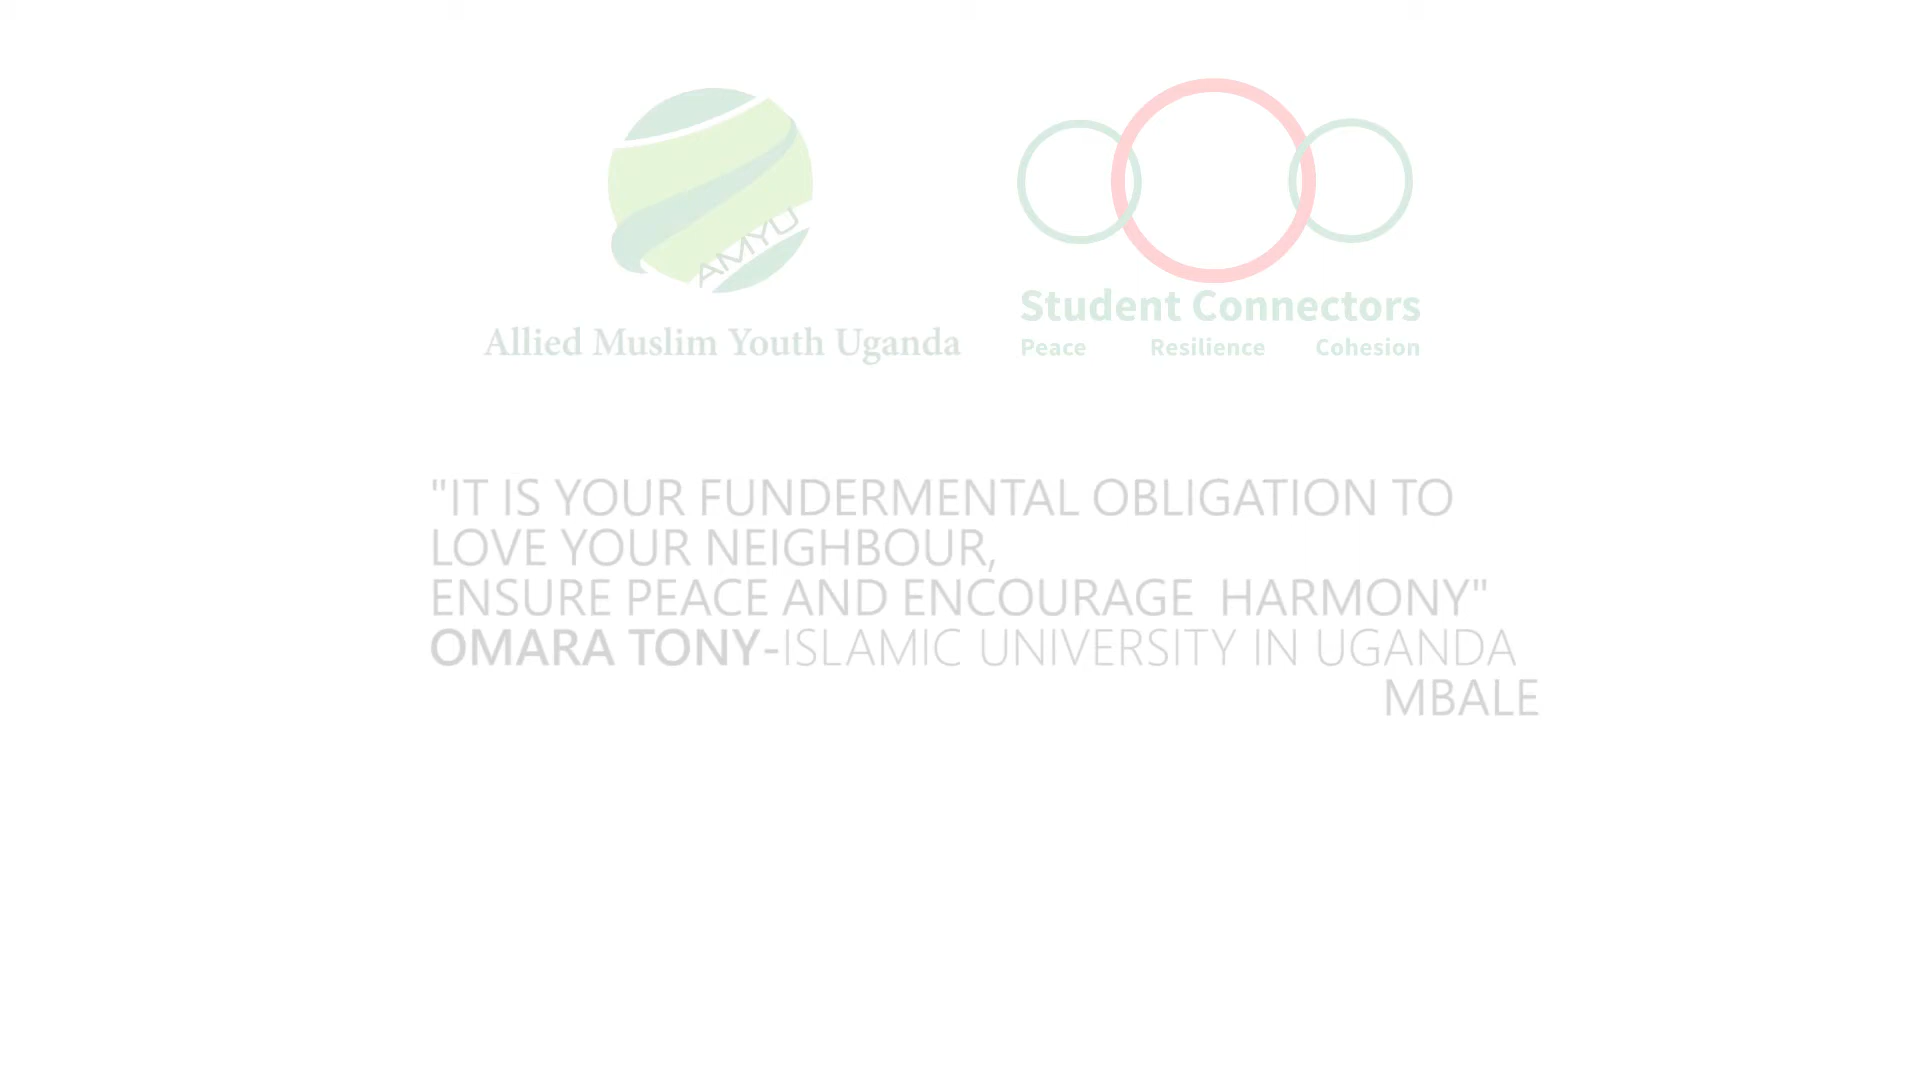 AMYU
Allied Muslim Youth Uganda
Student Connectors
Peace Resilience Cohesion
"IT IS YOUR FUNDERMENTAL OBLIGATION TO
LOVE YOUR NEIGHBOUR,
ENSURE PEACE AND ENCOURAGE HARMONY"
OMARA TONY-ISLAMIC UNIVERSITY IN UGANDA
MBALE